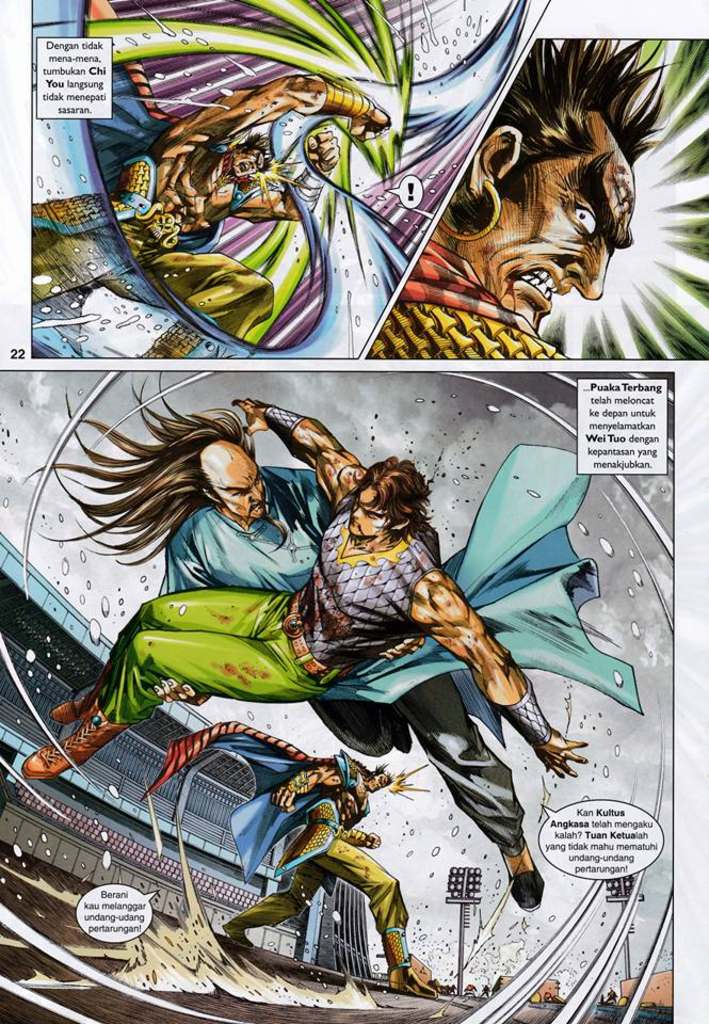 Dengan tidak
mena-mena,
tumbukan Chi
You langsung
tidak menepati
sasaran.
!
22
...Puaka Terbang
telah meloncat
ke depan untuk
menyelamatkan
Wei Tuo dengan
kepantasan yang
menakjubkan.
Kan Kultus
Angkasa telah mengaku
kalah? Tuan Ketualah
yang tidak mematuhi
undang-undang
pertarungan!
Berani
kau melanggar
undang-udang
pertarungan!